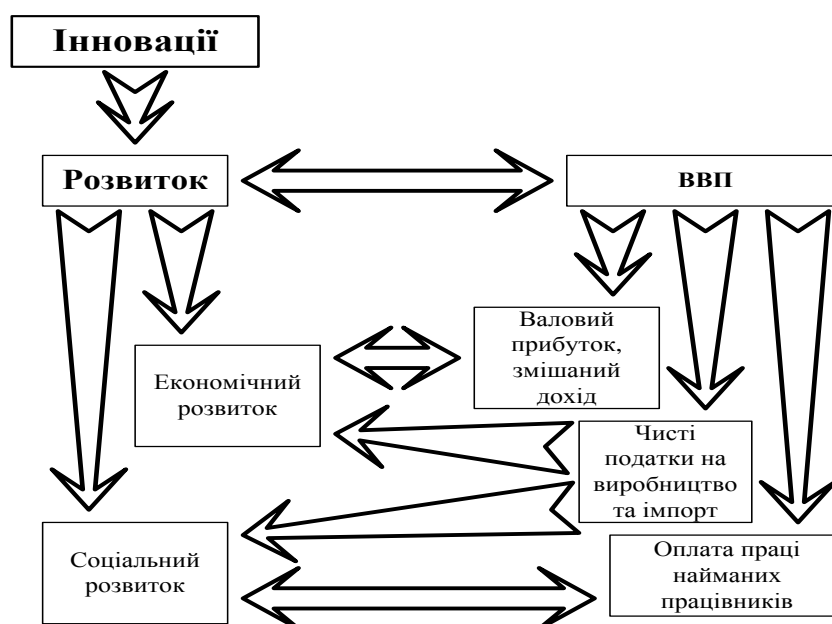 Інновації
Розвиток
ВВП
Валовий
прибуток,
змішаний
дохід
Економічний
розвиток
Чисті
податки на
виробництво
та імпорт
Соціальний
розвиток
Оплата праці
найманих
працівників